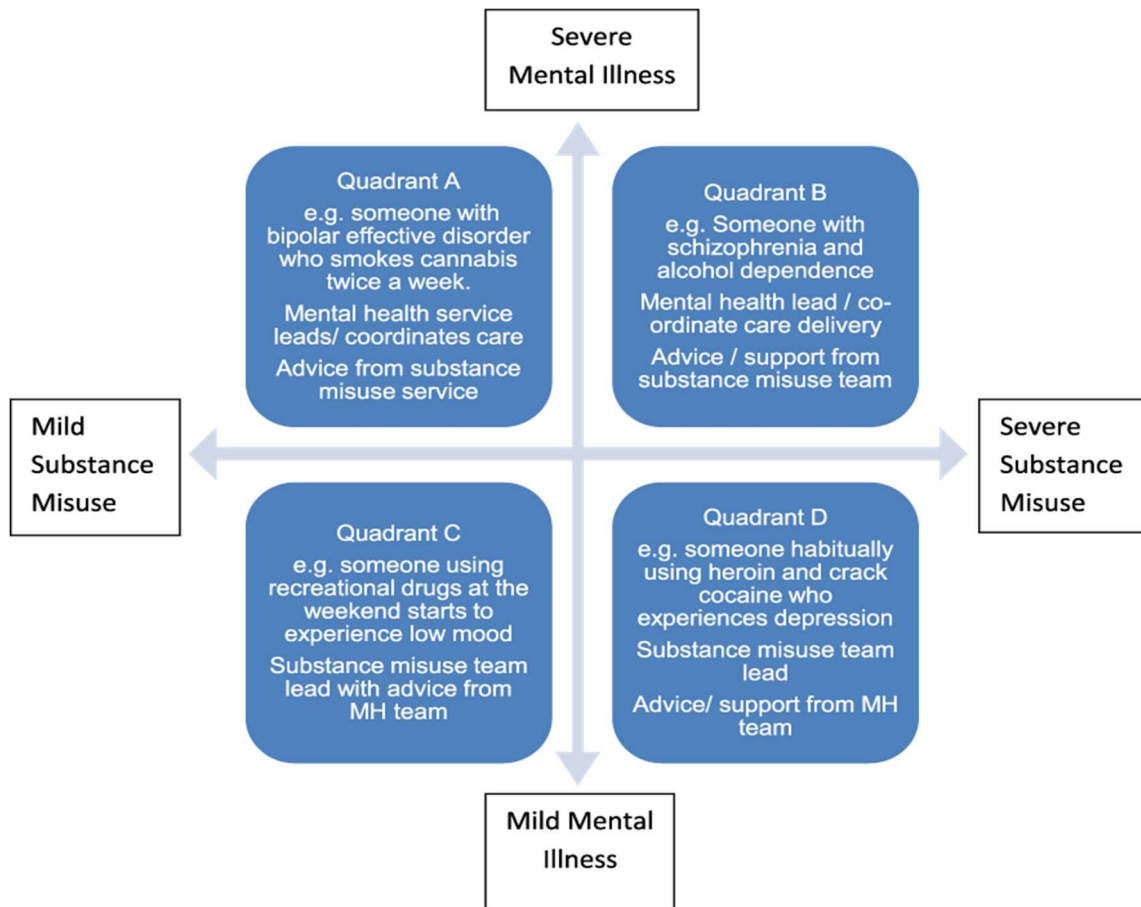 Severe
Mental Illness
Quadrant A
e.g. someone with
bipolar effective disorder
who smokes cannabis
twice a week.
Mental health service
leads/ coordinates care
Advice from substance
misuse service
Quadrant B
e.g. Someone with
schizophrenia and
alcohol dependence
Mental health lead / co-
ordinate care delivery
Advice / support from
substance misuse team
Mild
Substance
Misuse
Severe
Substance
Misuse
Quadrant C
e.g. someone using
recreational drugs at the
weekend starts to
experience low mood
Substance misuse team
lead with advice from
MH team
Quadrant D
e.g. someone habitually
using heroin and crack
cocaine who
experiences depression
Substance misuse team
lead
Advice/ support from MH
team
Mild Mental
Illness